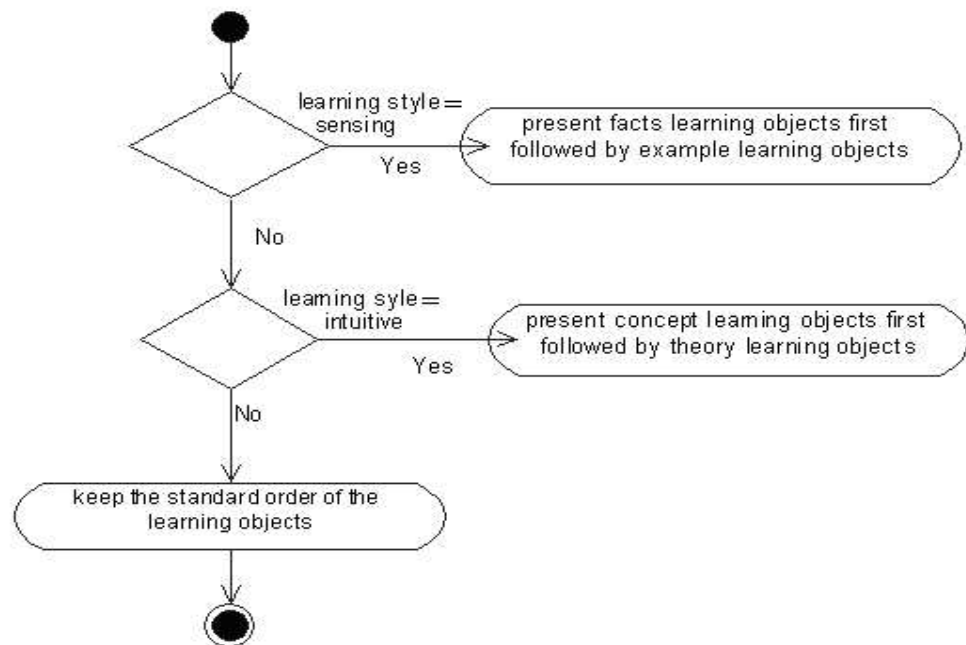 learning style=
sensing
Yes
present facts learning objects first
followed by example learning objects
No
learning syle=
intuitive
Yes
present concept learning objects first
followed by theory learning objects
No
keep the standard order of the
learning objects